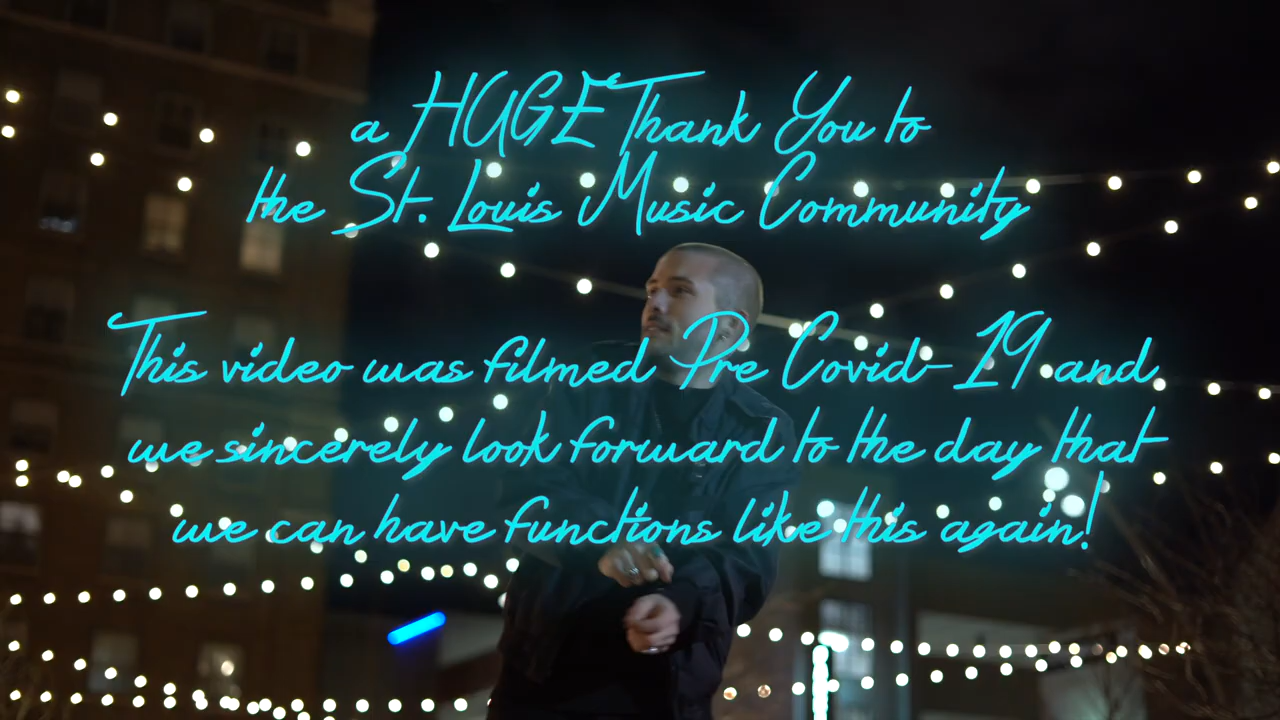 a HUGE Thank You to
the St. Louis Music Community
This video was filmed Pre Covid-19 and
we sincerely look forward to the day that
we can have functions like this again!